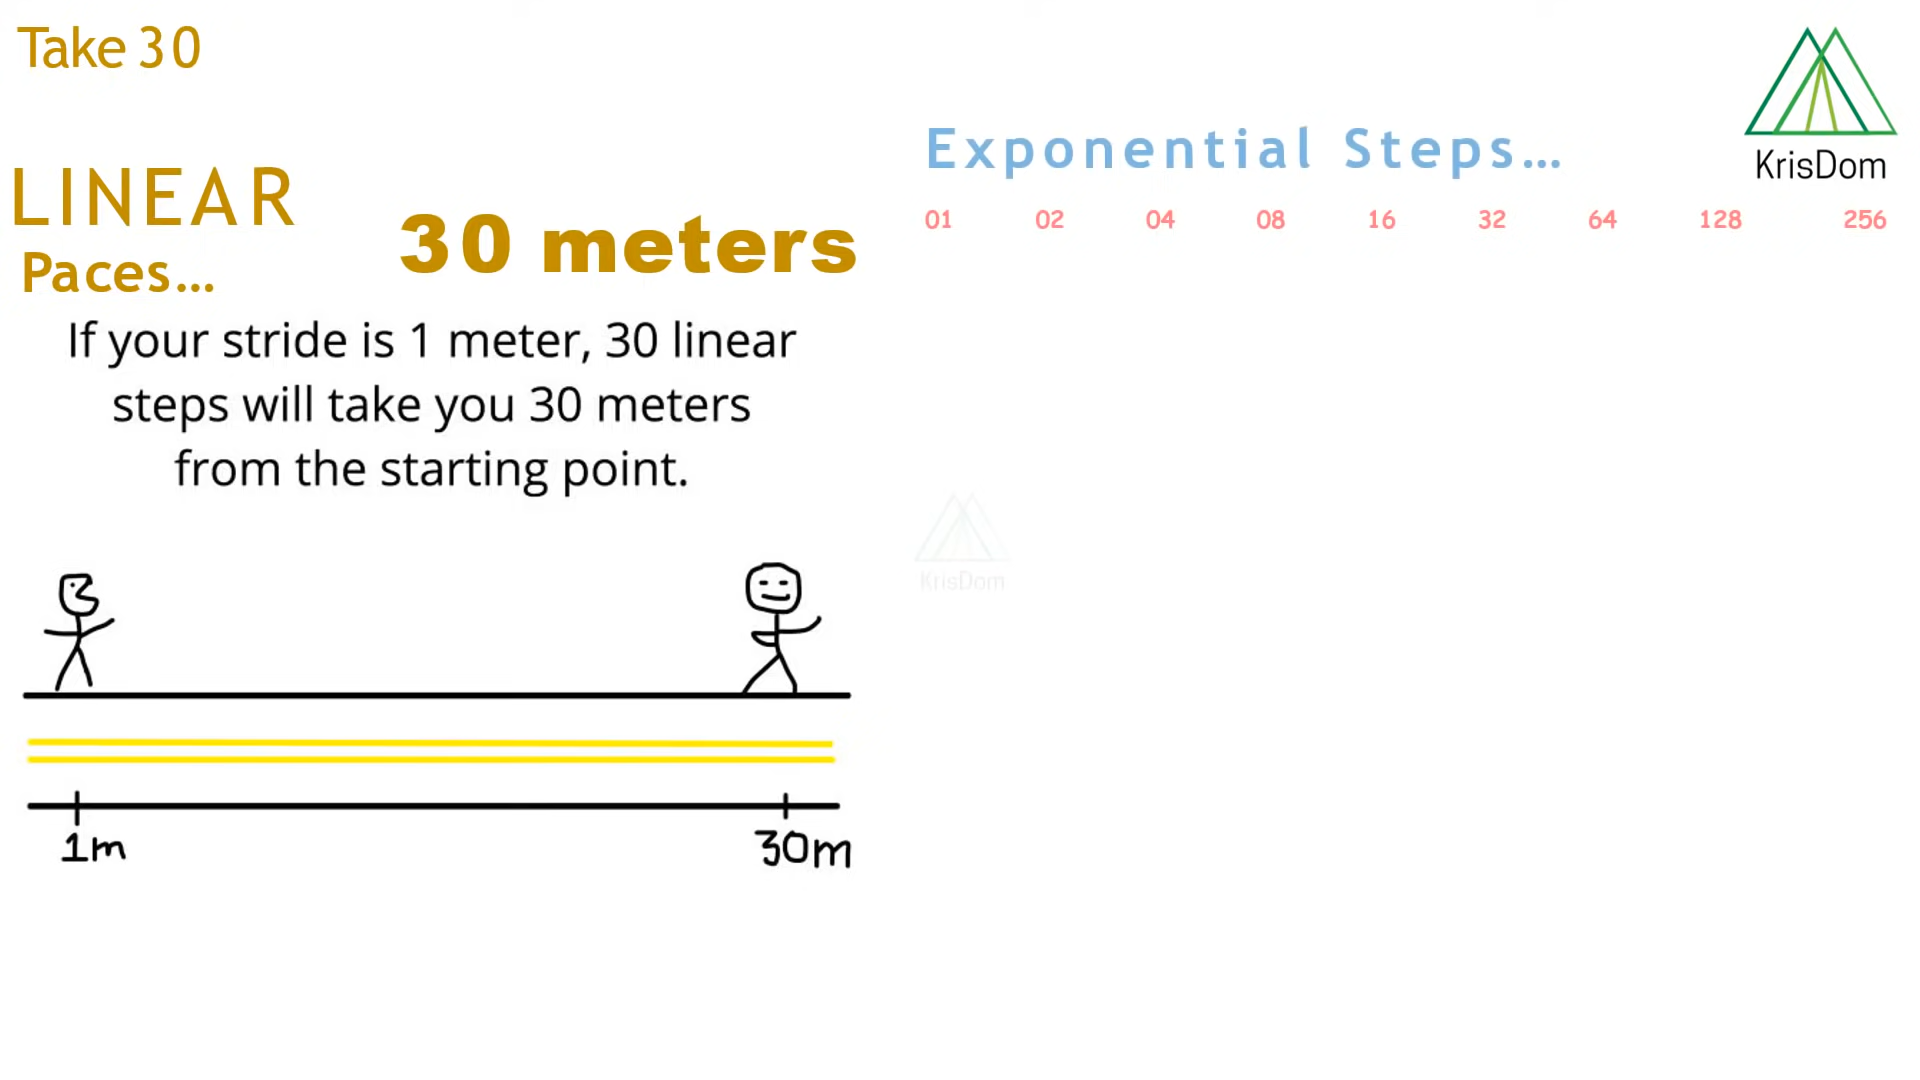 Take 30
LINEAR
Paces...
30 meters
If your stride is 1 meter, 30 linear
steps will take you 30 meters
from the starting point.
1m
30m
Exponential Steps...
01 02 04 08 16 32 64 128 256
KrisDom
KrisDom